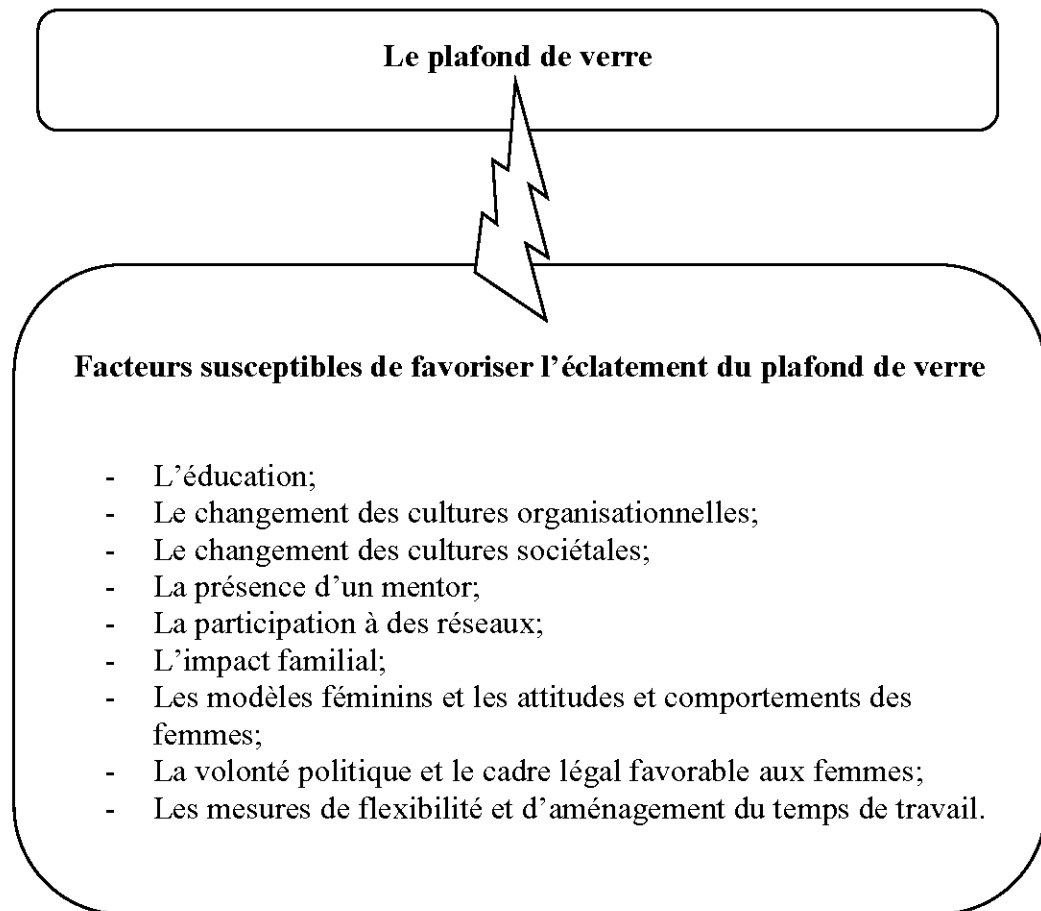 Le plafond de verre
Facteurs susceptibles de favoriser l’éclatement du plafond de verre
- L’éducation;
- Le changement des cultures organisationnelles;
- Le changement des cultures sociétales;
- La présence d’un mentor;
- La participation à des réseaux;
- L’impact familial;
- Les modèles féminins et les attitudes et comportements des
femmes;
- La volonté politique et le cadre légal favorable aux femmes;
- Les mesures de flexibilité et d’aménagement du temps de travail.